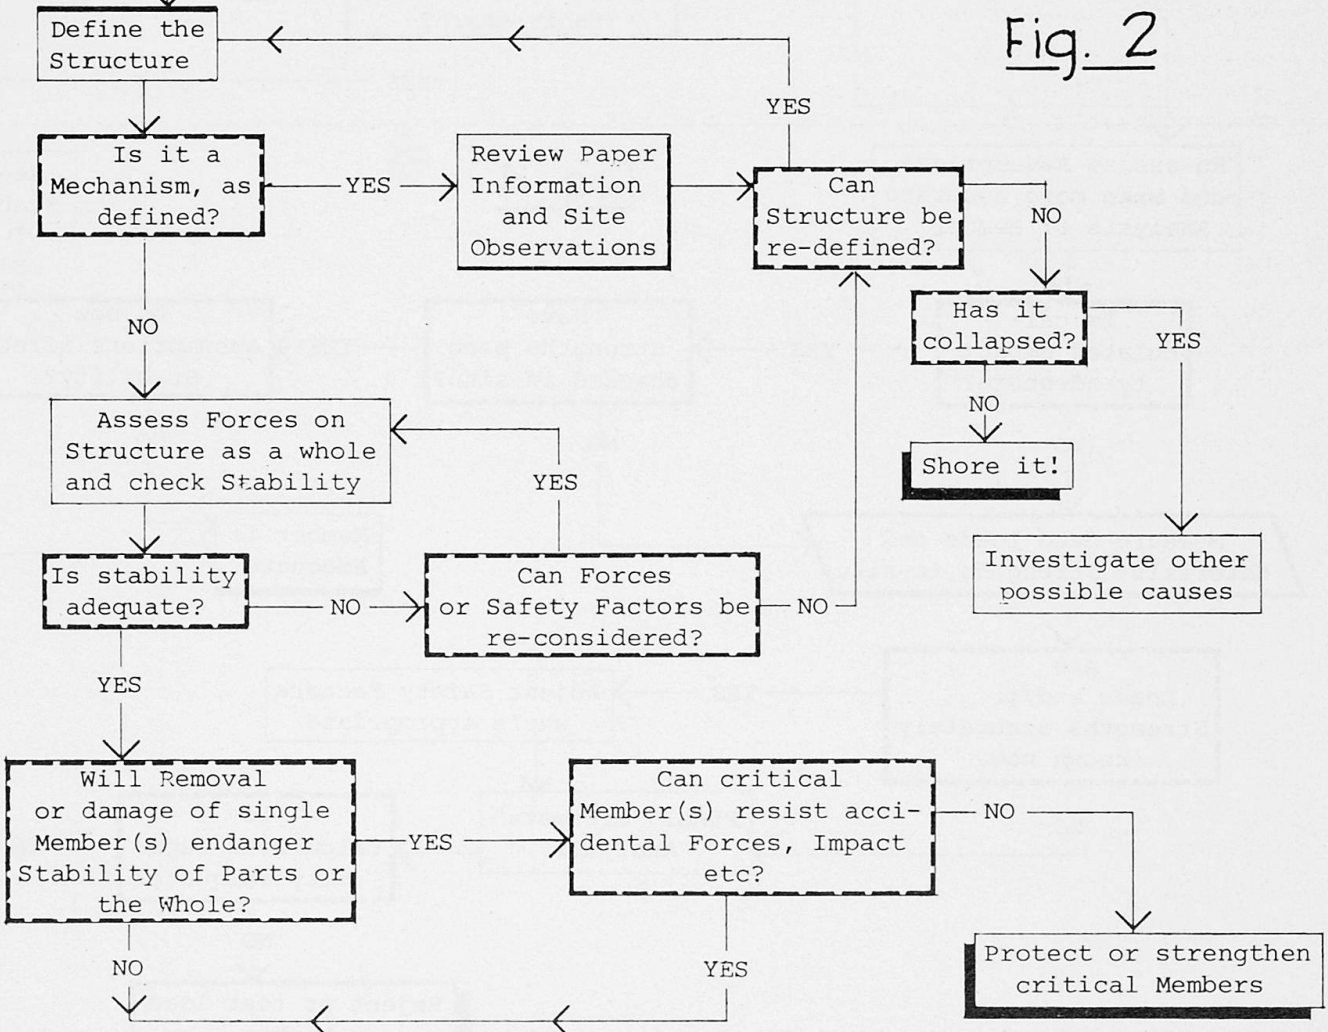 Fig. 2
Define the
Structure
YES
Is it a
Mechanism, as
defined?
YES
Review Paper
Information
and Site
Observations
Can
Structure be
re-defined?
NO
NO
Has it
collapsed?
YES
NO
Shore it!
Assess Forces on
Structure as a whole
and check Stability
YES
Investigate other
possible causes
Is stability
adequate?
NO
Can Forces
or Safety Factors be
re-considered?
NO
YES
Will Removal
or damage of single
Member(s) endanger
Stability of Parts or
the Whole?
YES
Can critical
Member(s) resist acci-
dental Forces, Impact
etc?
NO
Protect or strengthen
critical Members
NO
YES